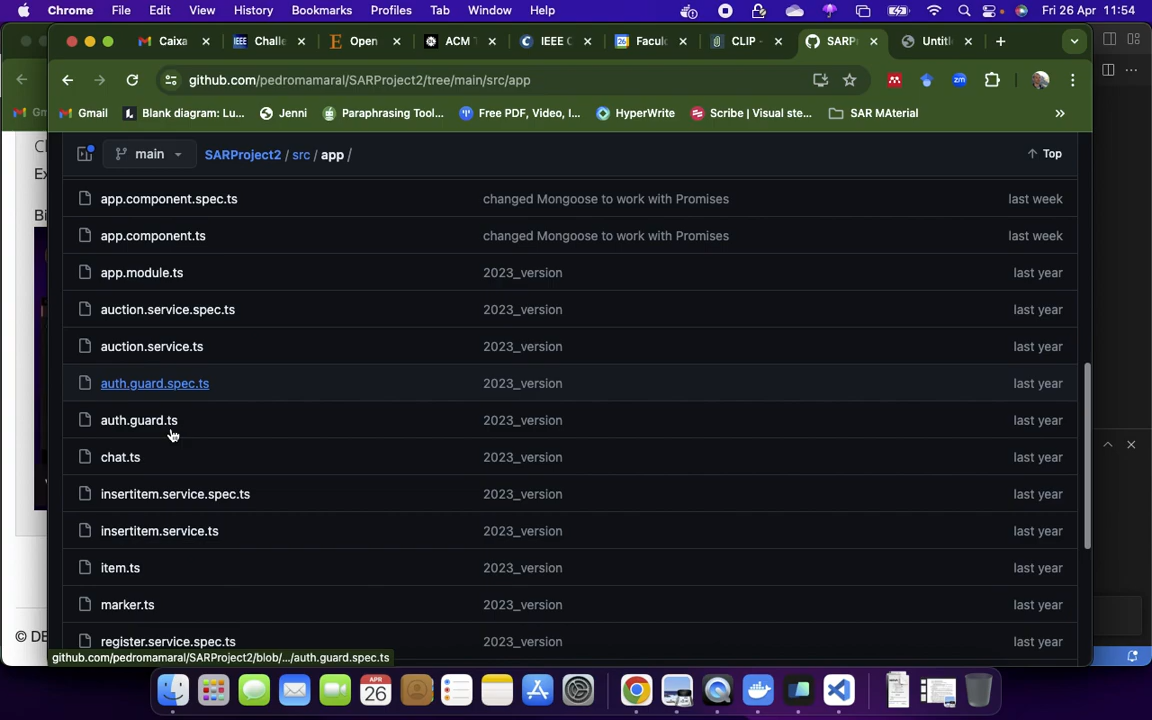 Chrome File Edit View History Bookmarks Profiles Tab Window Help Fri 26 Apr 11:54
Caixa Challe Open ACM IEEE C Facul CLIP - SARP Untit
github.com/pedromamaral/SARProject2/tree/main/src/app
Gmail Blank diagram: Lu... Jenni Paraphrasing Tool... Free PDF, Video, I... HyperWrite Scribe | Visual ste... SAR MAterial
main SARProject2 / src / app / Top
app.component.spec.ts changed Mongoose to work with Promises last week
app.component.ts changed Mongoose to work with Promises last week
app.module.ts 2023_version last year
auction.service.spec.ts 2023_version last year
auction.service.ts 2023_version last year
auth.guard.spec.ts 2023_version last year
auth.guard.ts 2023_version last year
chat.ts 2023_version last year
insertitem.service.spec.ts 2023_version last year
insertitem.service.ts 2023_version last year
item.ts 2023_version last year
marker.ts 2023_version last year
register.service.spec.ts 2023_version last year
© DE
github.com/pedromamaral/SARProject2/blob/.../auth.guard.spec.ts
APR
26